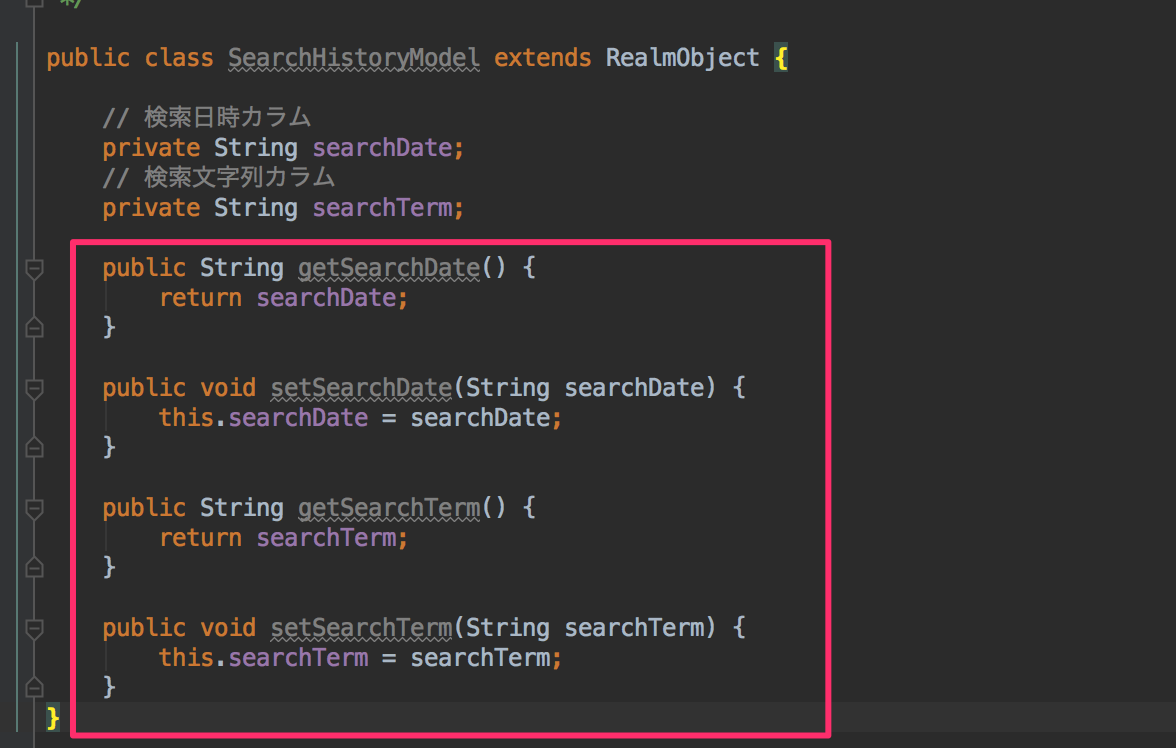 */
public class SearchHistoryModel extends RealmObject {
// 検索日時カラム
private String searchDate;
// 検索文字列カラム
private String searchTerm;
public String getSearchDate() {
return searchDate;
}
public void setSearchDate(String searchDate) {
this.searchDate = searchDate;
}
public String getSearchTerm() {
return searchTerm;
}
public void setSearchTerm(String searchTerm) {
this.searchTerm = searchTerm;
}
}